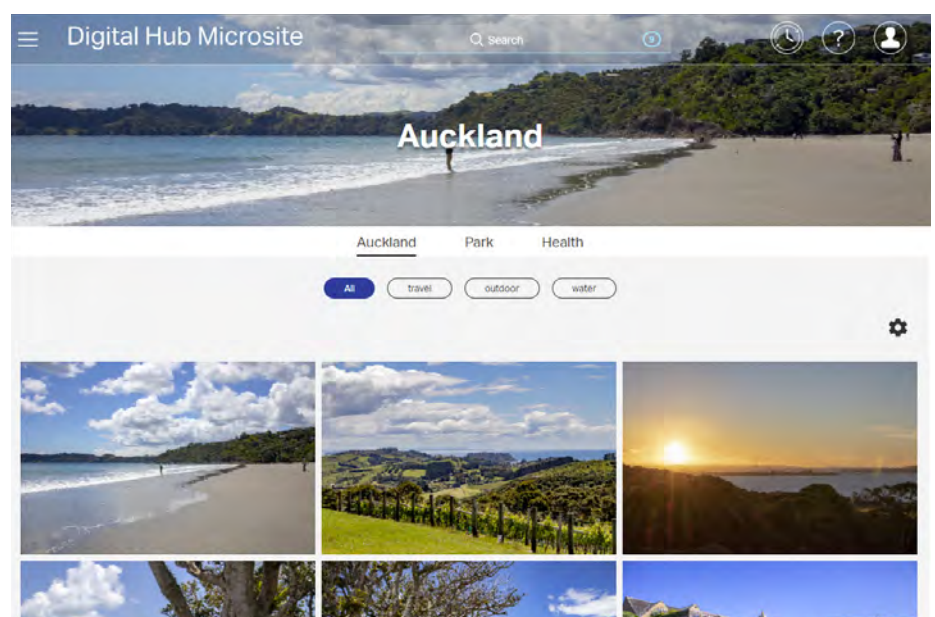 Digital Hub Microsite
Search
?
Auckland
Auckland Park Health
All travel outdoor water